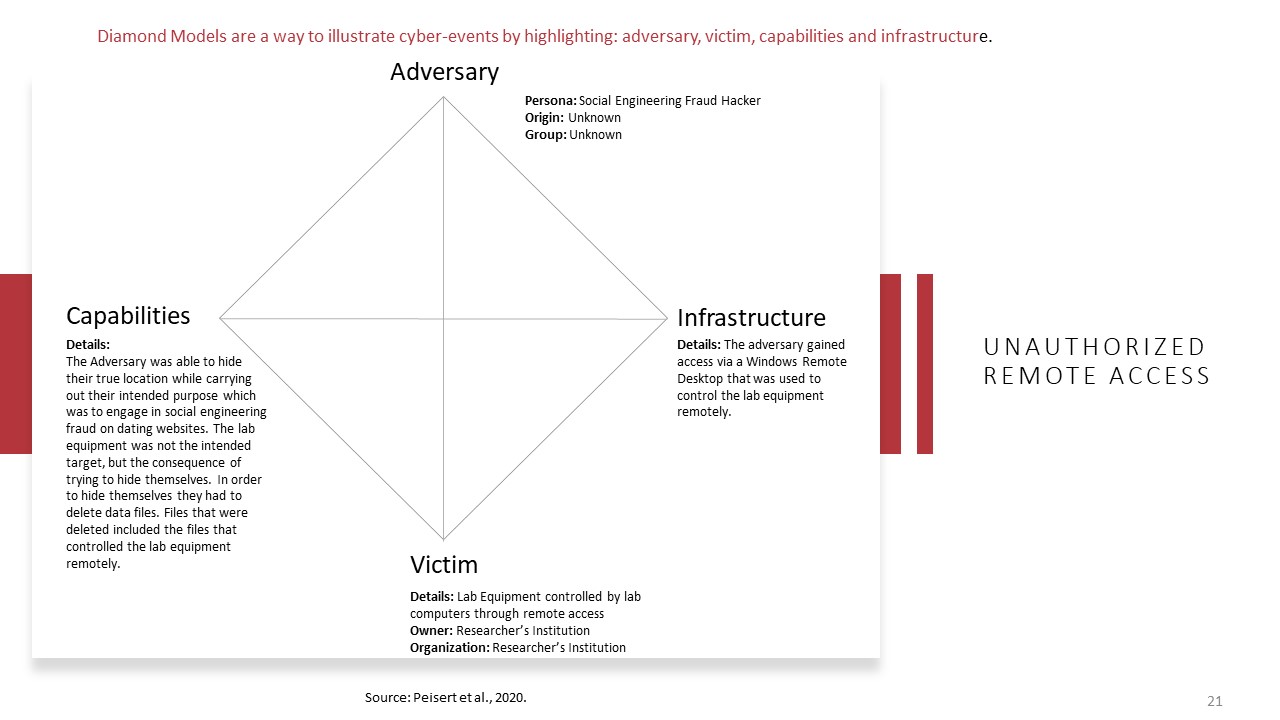 Diamond Models are a way to illustrate cyber-events by highlighting: adversary, victim, capabilities and infrastructure.
Adversary
Persona: Social Engineering Fraud Hacker
Origin: Unknown
Group: Unknown
Capabilities
Details:
The Adversary was able to hide
their true location while carrying
out their intended purpose which
was to engage in social engineering
fraud on dating websites. The lab
equipment was not the intended
target, but the consequence of
trying to hide themselves. In order
to hide themselves they had to
delete data files. Files that were
deleted included the files that
controlled the lab equipment
remotely.
Infrastructure
Details: The adversary gained
access via a Windows Remote
Desktop that was used to
control the lab equipment
remotely.
Victim
Details: Lab Equipment controlled by lab
computers through remote access
Owner: Researcher’s Institution
Organization: Researcher’s Institution
UNAUTHORIZED
REMOTE ACCESS
Source: Peisert et al., 2020.
21